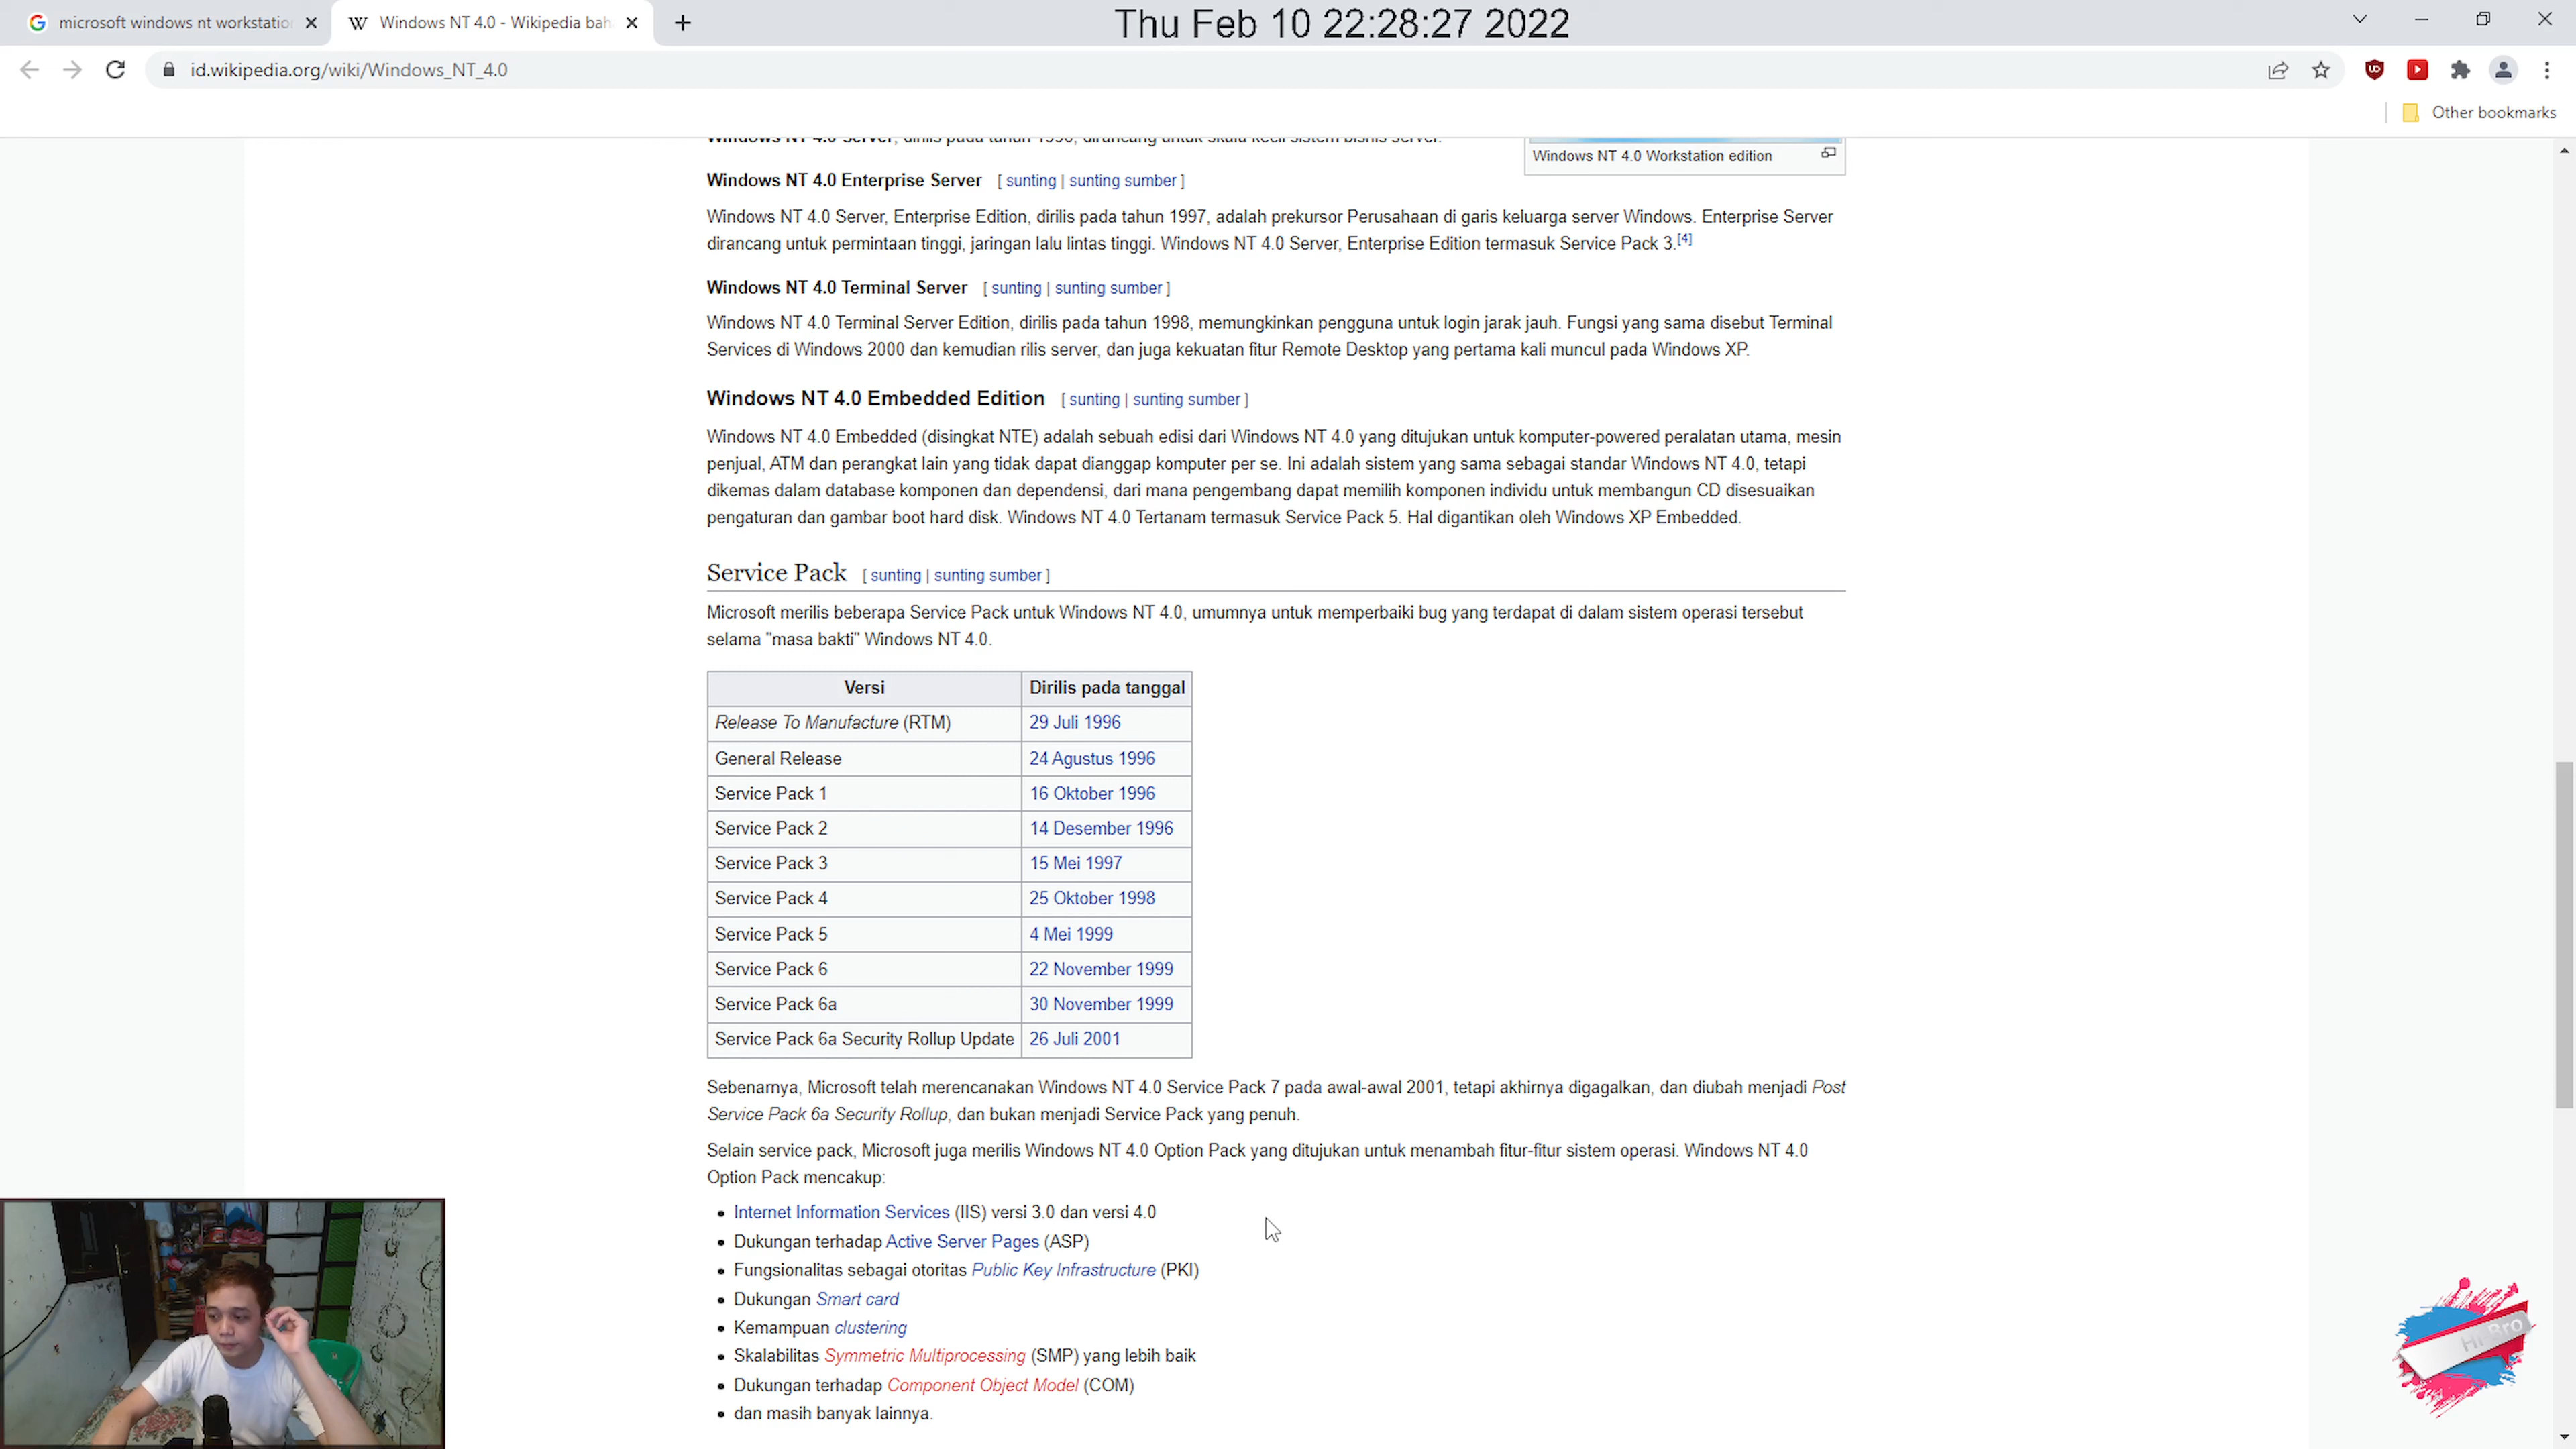 microsoft windows nt workstatio
Windows NT 4.0 - Wikipedia bah
Thu Feb 10 22:28:27 2022
id.wikipedia.org/wiki/Windows_NT_4.0
Other bookmarks
Windows NT 4.0 Server, dirilis pada tahun 1996, dirancang untuk skala kecil sistem bisnis server.
Windows NT 4.0 Workstation edition
Windows NT 4.0 Enterprise Server [ sunting | sunting sumber ]
Windows NT 4.0 Server, Enterprise Edition, dirilis pada tahun 1997, adalah prekursor Perusahaan di garis keluarga server Windows. Enterprise Server
dirancang untuk permintaan tinggi, jaringan lalu lintas tinggi. Windows NT 4.0 Server, Enterprise Edition termasuk Service Pack 3.[4]
Windows NT 4.0 Terminal Server [ sunting | sunting sumber ]
Windows NT 4.0 Terminal Server Edition, dirilis pada tahun 1998, memungkinkan pengguna untuk login jarak jauh. Fungsi yang sama disebut Terminal
Services di Windows 2000 dan kemudian rilis server, dan juga kekuatan fitur Remote Desktop yang pertama kali muncul pada Windows XP.
Windows NT 4.0 Embedded Edition [ sunting | sunting sumber ]
Windows NT 4.0 Embedded (disingkat NTE) adalah sebuah edisi dari Windows NT 4.0 yang ditujukan untuk komputer-powered peralatan utama, mesin
penjual, ATM dan perangkat lain yang tidak dapat dianggap komputer per se. Ini adalah sistem yang sama sebagai standar Windows NT 4.0, tetapi
dikemas dalam database komponen dan dependensi, dari mana pengembang dapat memilih komponen individu untuk membangun CD disesuaikan
pengaturan dan gambar boot hard disk. Windows NT 4.0 Tertanam termasuk Service Pack 5. Hal digantikan oleh Windows XP Embedded.
Service Pack [ sunting | sunting sumber ]
Microsoft merilis beberapa Service Pack untuk Windows NT 4.0, umumnya untuk memperbaiki bug yang terdapat di dalam sistem operasi tersebut
selama "masa bakti" Windows NT 4.0.
Versi Dirilis pada tanggal
Release To Manufacture (RTM) 29 Juli 1996
General Release 24 Agustus 1996
Service Pack 1 16 Oktober 1996
Service Pack 2 14 Desember 1996
Service Pack 3 15 Mei 1997
Service Pack 4 25 Oktober 1998
Service Pack 5 4 Mei 1999
Service Pack 6 22 November 1999
Service Pack 6a 30 November 1999
Service Pack 6a Security Rollup Update 26 Juli 2001
Sebenarnya, Microsoft telah merencanakan Windows NT 4.0 Service Pack 7 pada awal-awal 2001, tetapi akhirnya digagalkan, dan diubah menjadi Post
Service Pack 6a Security Rollup, dan bukan menjadi Service Pack yang penuh.
Selain service pack, Microsoft juga merilis Windows NT 4.0 Option Pack yang ditujukan untuk menambah fitur-fitur sistem operasi. Windows NT 4.0
Option Pack mencakup:
• Internet Information Services (IIS) versi 3.0 dan versi 4.0
• Dukungan terhadap Active Server Pages (ASP)
• Fungsionalitas sebagai otoritas Public Key Infrastructure (PKI)
• Dukungan Smart card
• Kemampuan clustering
• Skalabilitas Symmetric Multiprocessing (SMP) yang lebih baik
• Dukungan terhadap Component Object Model (COM)
• dan masih banyak lainnya.
Hi Bro